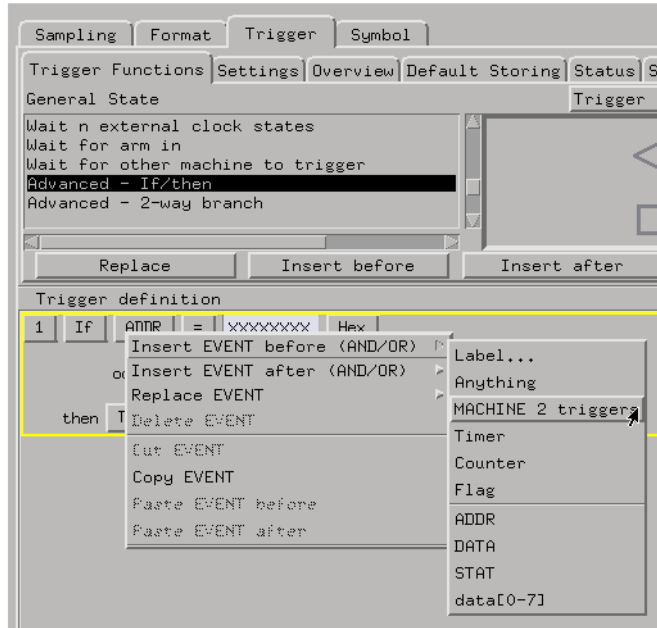 Sampling Format Trigger Symbol
Trigger Functions Settings Overview Default Storing Status S
General State Trigger
Wait n external clock states
Wait for arm in
Wait for other machine to trigger
Advanced - If/then
Advanced - 2-way branch
Replace Insert before Insert after
Trigger definition
1 If ADDR = XXXXXXXX Hex
Insert EVENT before (AND/OR)
Insert EVENT after (AND/OR)
Replace EVENT
then T Delete EVENT
Cut EVENT
Copy EVENT
Paste EVENT before
Paste EVENT after
Label...
Anything
MACHINE 2 triggers
Timer
Counter
Flag
ADDR
DATA
STAT
data[0-7]